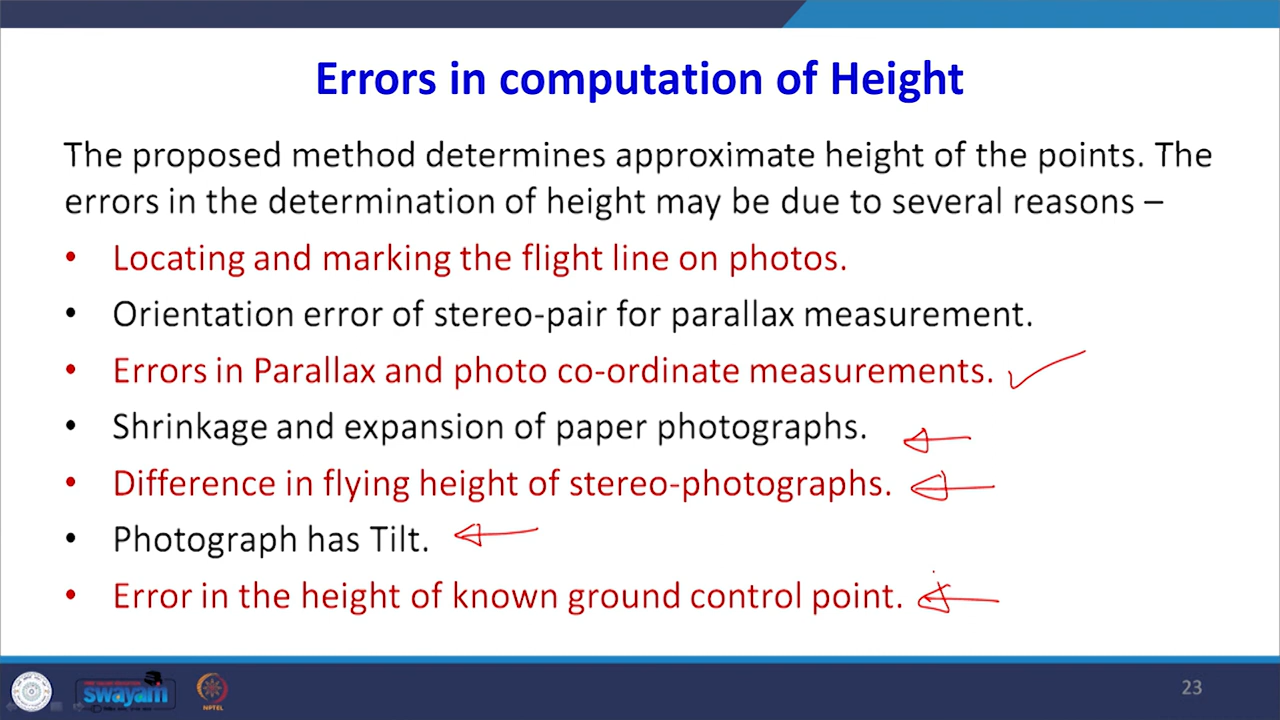 Errors in computation of Height
The proposed method determines approximate height of the points. The
errors in the determination of height may be due to several reasons –
• Locating and marking the flight line on photos.
• Orientation error of stereo-pair for parallax measurement.
• Errors in Parallax and photo co-ordinate measurements.
• Shrinkage and expansion of paper photographs.
• Difference in flying height of stereo-photographs.
• Photograph has Tilt.
• Error in the height of known ground control point.
swayam
NPTEL
23